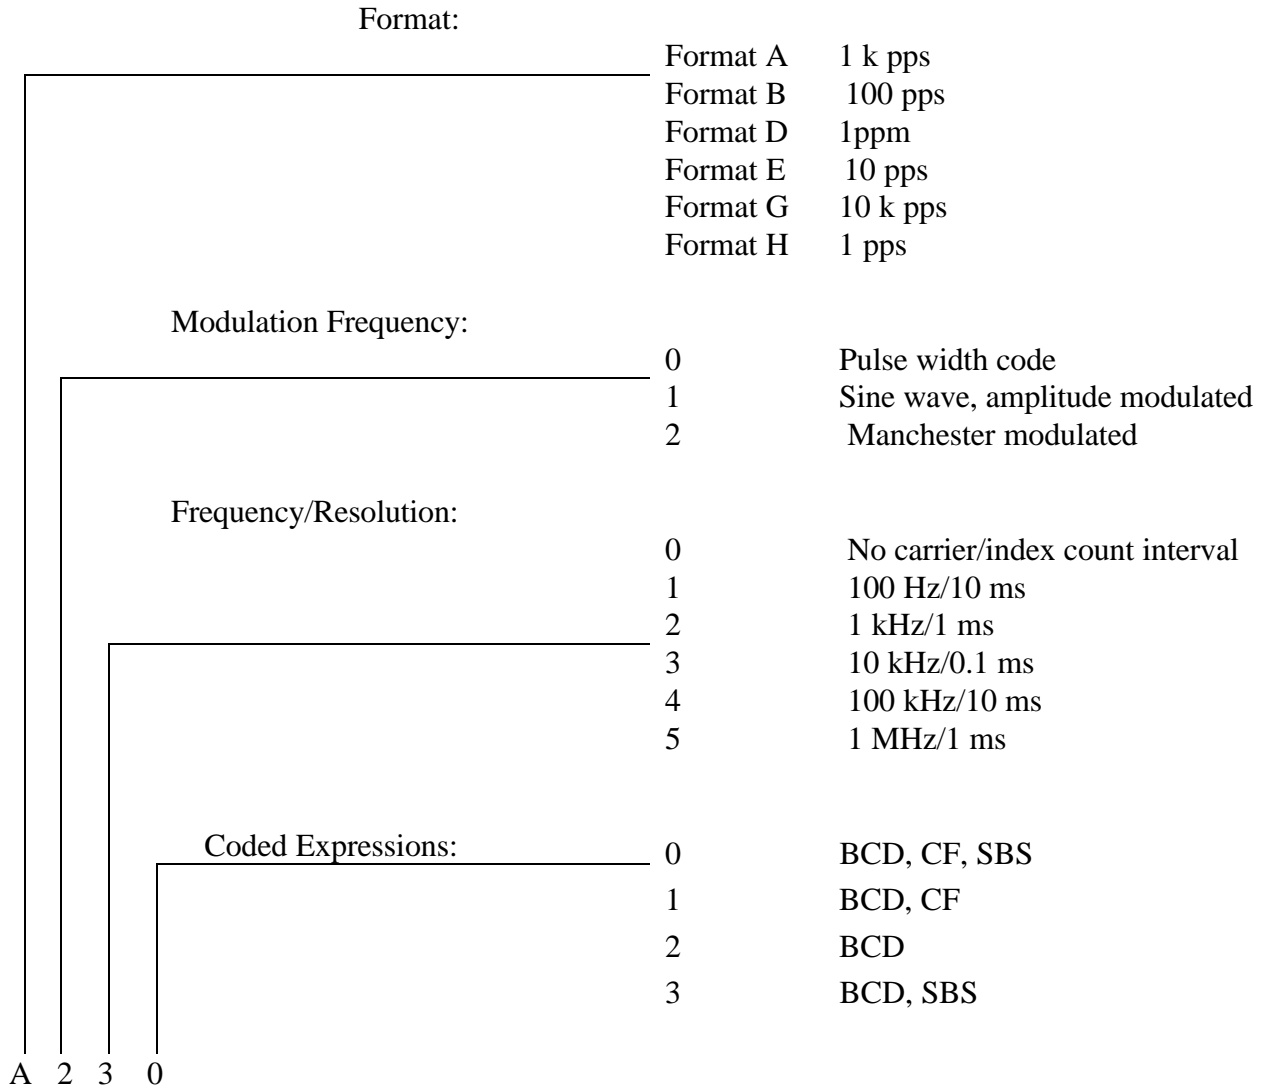 Format:
Format A 1 k pps
Format B 100 pps
Format D 1ppm
Format E 10 pps
Format G 10 k pps
Format H 1 pps
Modulation Frequency:
0 Pulse width code
1 Sine wave, amplitude modulated
2 Manchester modulated
Frequency/Resolution:
0 No carrier/index count interval
1 100 Hz/10 ms
2 1 kHz/1 ms
3 10 kHz/0.1 ms
4 100 kHz/10 ms
5 1 MHz/1 ms
Coded Expressions:
0 BCD, CF, SBS
1 BCD, CF
2 BCD
3 BCD, SBS
A 2 3 0